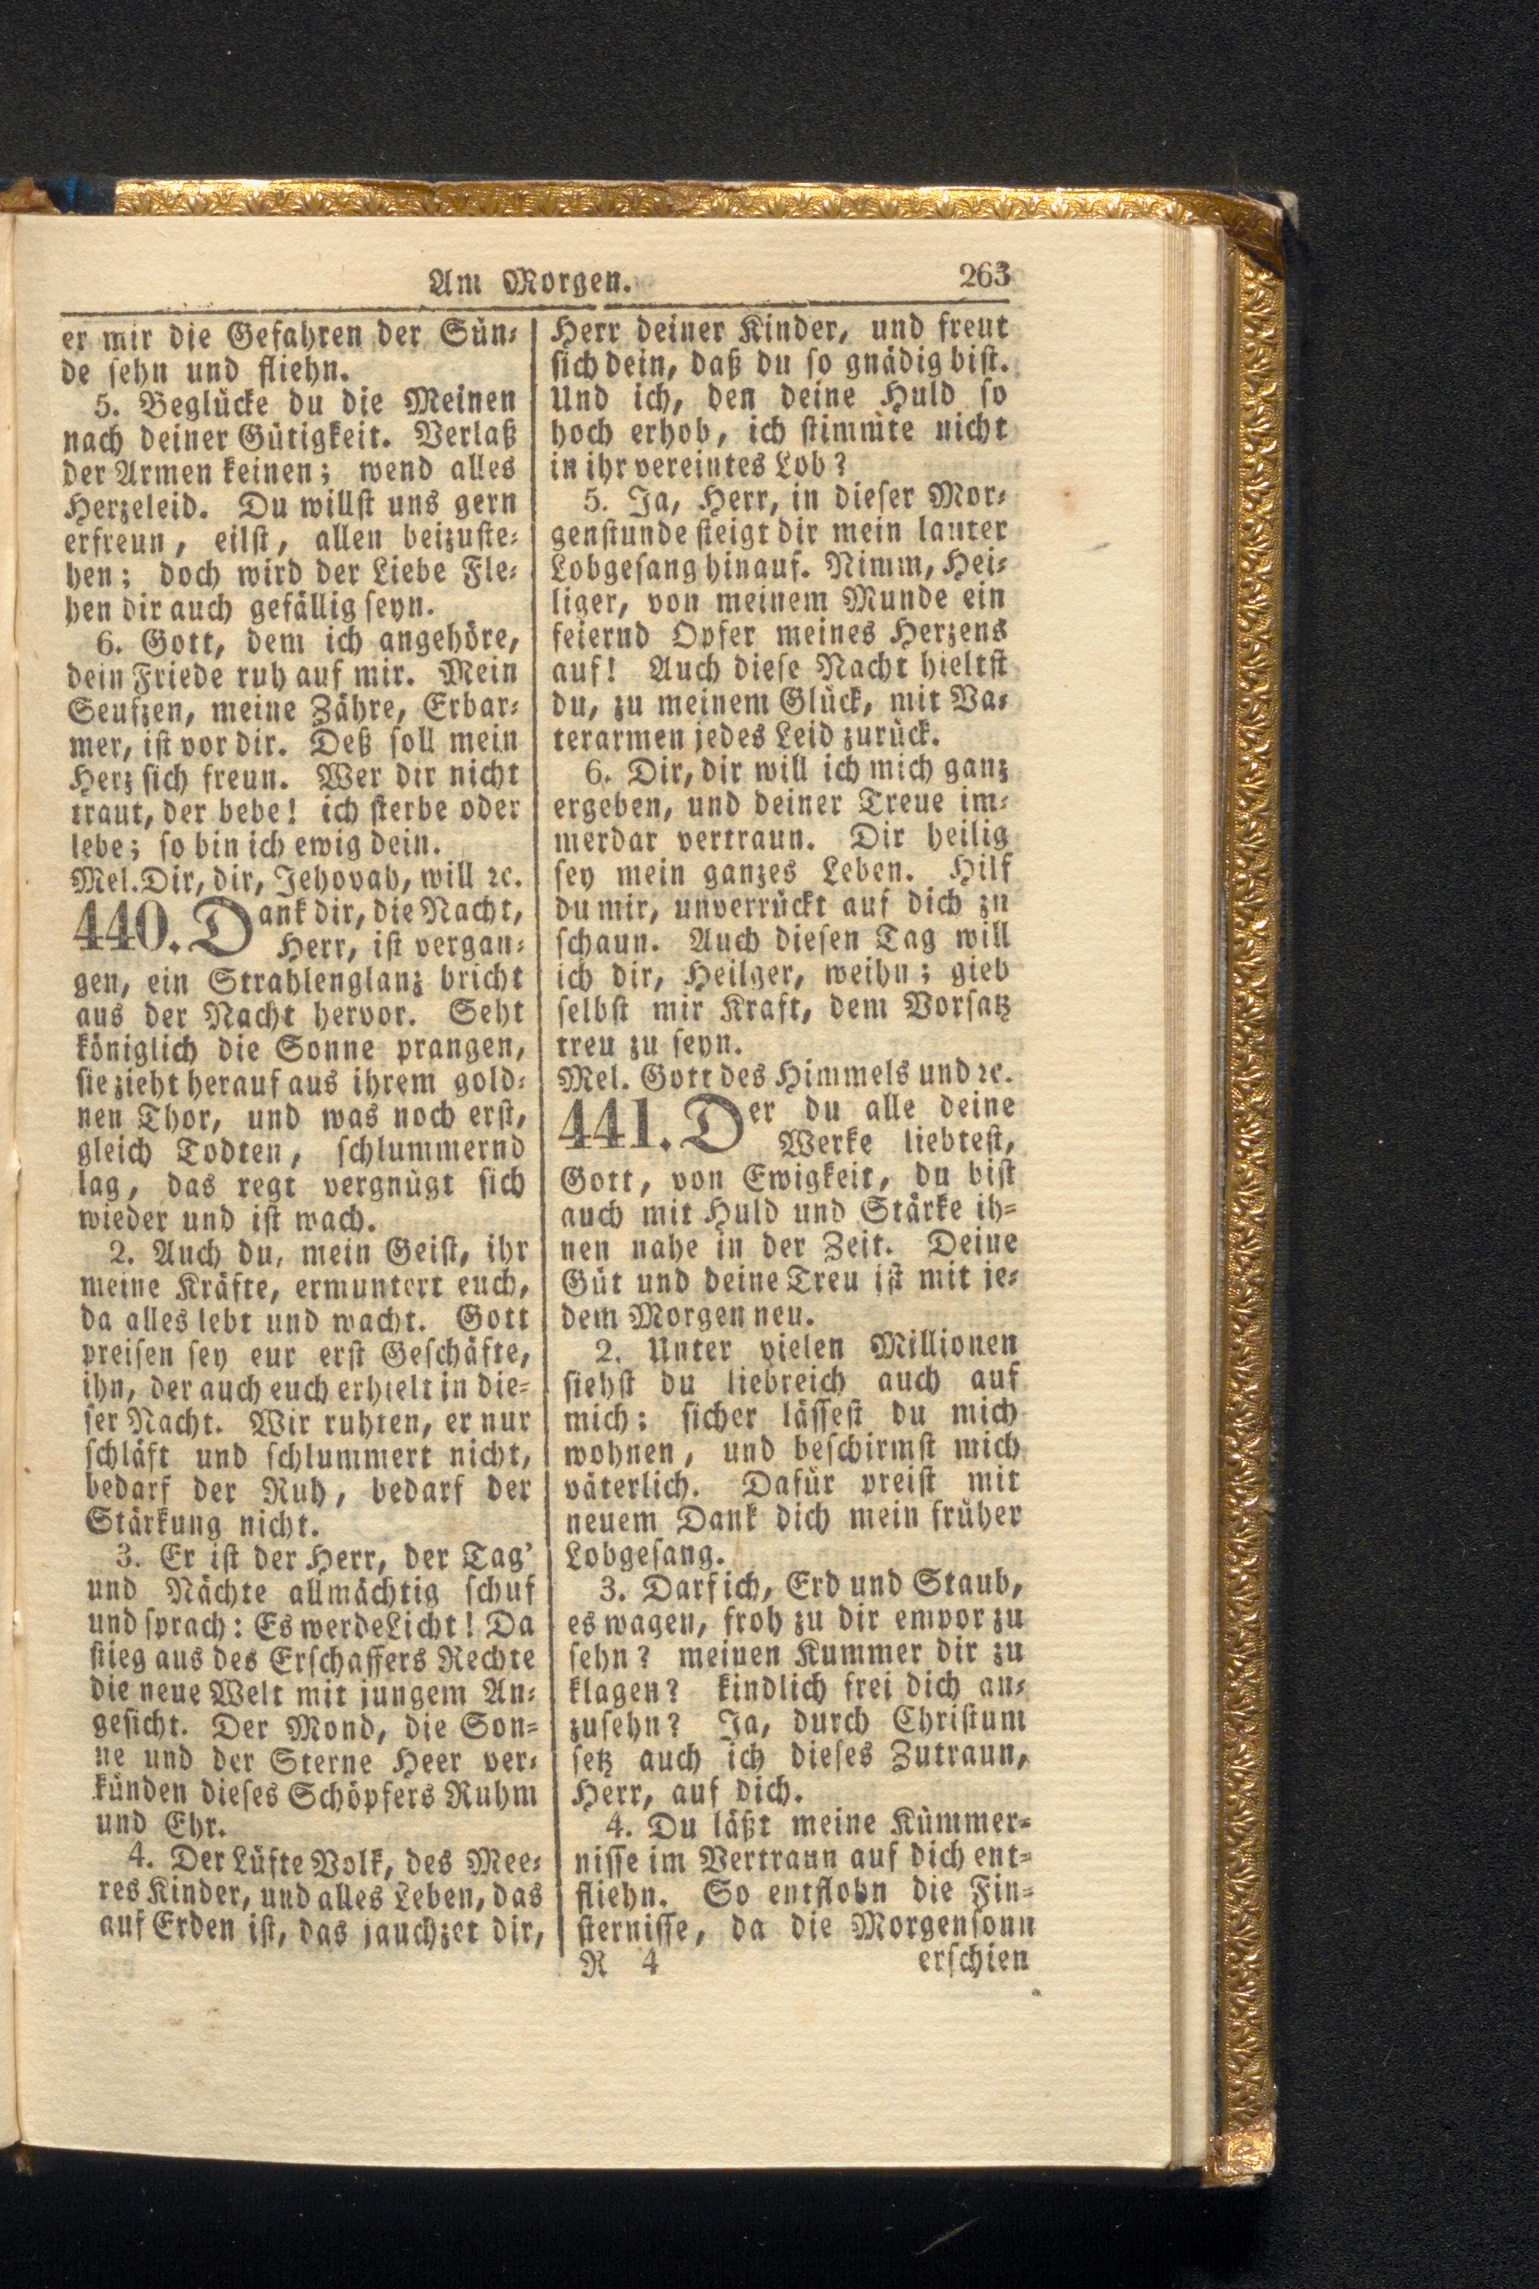 Am Morgen. 263
er mir die Gefahren der Sün-
de sehn und fliehn.
5. Beglücke du die Meinen
nach deiner Gütigkeit. Verlaß
der Armen keinen; wend alles
Herzeleid. Du willst uns gern
erfreun, eilst, allen beizuste-
hen; doch wird der Liebe Fle-
hen dir auch gefällig seyn.
6. Gott, dem ich angehöre,
dein Friede ruh auf mir. Mein
Seufzen, meine Zähre, Erbar-
mer, ist vor dir. Deß soll mein
Herz sich freun. Wer dir nicht
traut, der bebe! ich sterbe oder
lebe; so bin ich ewig dein.
Mel. Dir, dir, Jehovah, will ꝛc.
440. Dank dir, die Nacht,
Herr, ist vergan-
gen, ein Strahlenglanz bricht
aus der Nacht hervor. Seht
königlich die Sonne prangen,
sie zieht herauf aus ihrem gold-
nen Thor, und was noch erst,
gleich Todten, schlummernd
lag, das regt vergnügt sich
wieder und ist wach.
2. Auch du, mein Geist, ihr
meine Kräfte, ermuntert euch,
da alles lebt und wacht. Gott
preisen sey eur erst Geschäfte,
ihn, der auch euch erhielt in die-
ser Nacht. Wir ruhten, er nur
schläft und schlummert nicht,
bedarf der Ruh, bedarf der
Stärkung nicht.
3. Er ist der Herr, der Tag'
und Nächte allmächtig schuf
und sprach: Es werde Licht! Da
stieg aus des Erschaffers Rechte
die neue Welt mit jungem An-
gesicht. Der Mond, die Son-
ne und der Sterne Heer ver-
künden dieses Schöpfers Ruhm
und Ehr.
4. Der Lüfte Volk, des Mee-
res Kinder, und alles Leben, das
auf Erden ist, das jauchzet dir,
Herr deiner Kinder, und freut
sich dein, daß du so gnädig bist.
Und ich, den deine Huld so
hoch erhob, ich stimmte nicht
in ihr vereintes Lob?
5. Ja, Herr, in dieser Mor-
genstunde steigt dir mein lauter
Lobgesang hinauf. Nimm, Hei-
liger, von meinem Munde ein
feiernd Opfer meines Herzens
auf! Auch diese Nacht hieltst
du, zu meinem Glück, mit Va-
terarmen jedes Leid zurück.
6. Dir, dir will ich mich ganz
ergeben, und deiner Treue im-
merdar vertraun. Dir heilig
sey mein ganzes Leben. Hilf
du mir, unverrückt auf dich zu
schaun. Auch diesen Tag will
ich dir, Heilger, weihn; gieb
selbst mir Kraft, dem Vorsatz
treu zu seyn.
Mel. Gott des Himmels und ꝛc.
441. Der du alle deine
Werke liebtest,
Gott, von Ewigkeit, du bist
auch mit Huld und Stärke ih-
nen nahe in der Zeit. Deine
Güt und deine Treu ist mit je-
dem Morgen neu.
2. Unter vielen Millionen
siehst du liebreich auch auf
mich: sicher lässest du mich
wohnen, und beschirmst mich
väterlich. Dafür preist mit
neuem Dank dich mein früher
Lobgesang.
3. Darf ich, Erd und Staub,
es wagen, froh zu dir empor zu
sehn? meinen Kummer dir zu
klagen? kindlich frei dich an-
zusehn? Ja, durch Christum
setz auch ich dieses Zutraun,
Herr, auf dich.
4. Du läßt meine Kümmer-
nisse im Vertraun auf dich ent-
fliehn. So entflohn die Fin-
sternisse, da die Morgensonn
R 4 erschien